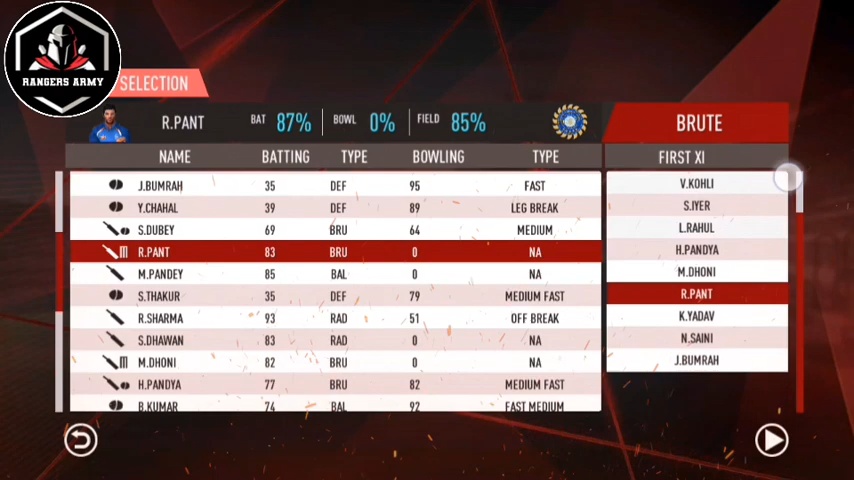 RANGERS ARMY
SELECTION
R.PANT BAT 87% BOWL 0% FIELD 85% BRUTE
NAME BATTING TYPE BOWLING TYPE FIRST XI
J.BUMRAH 35 DEF 95 FAST V.KOHLI
Y.CHAHAL 39 DEF 89 LEG BREAK S.IYER
S.DUBEY 69 BRU 64 MEDIUM L.RAHUL
R.PANT 83 BRU 0 NA H.PANDYA
M.PANDEY 85 BAL 0 NA M.DHONI
S.THAKUR 35 DEF 79 MEDIUM FAST R.PANT
R.SHARMA 93 RAD 51 OFF BREAK K.YADAV
S.DHAWAN 83 RAD 0 NA N.SAINI
M.DHONI 82 BRU 0 NA J.BUMRAH
H.PANDYA 77 BRU 82 MEDIUM FAST
B.KUMAR 74 BAL 92 FAST MEDIUM